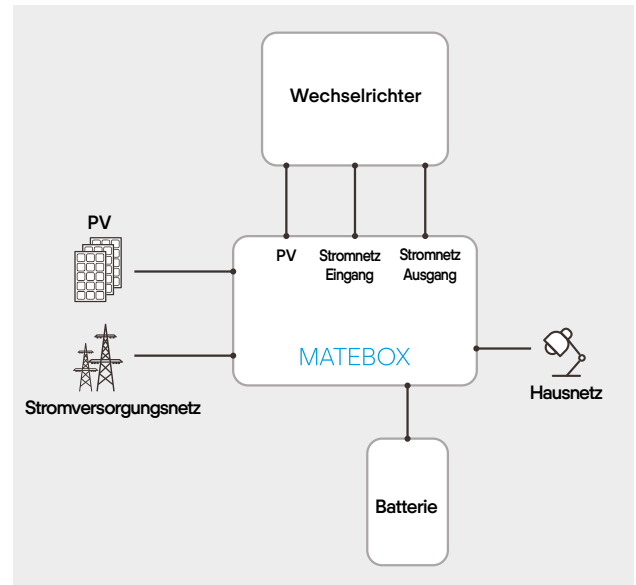 Wechselrichter
PV
PV
Stromnetz
Eingang
Stromnetz
Ausgang
MATEBOX
Stromversorgungsnetz
Hausnetz
Batterie